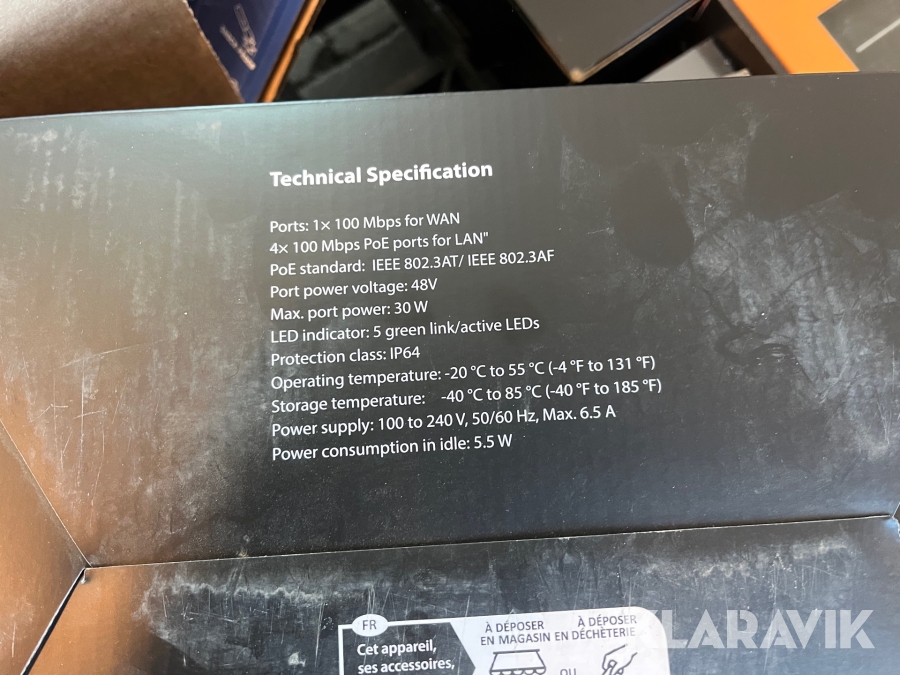 Technical Specification
Ports: 1× 100 Mbps for WAN
4× 100 Mbps PoE ports for LAN"
PoE standard: IEEE 802.3AT/ IEEE 802.3AF
Port power voltage: 48V
Max. port power: 30 W
LED indicator: 5 green link/active LEDs
Protection class: IP64
Operating temperature: -20 °C to 55 °C (-4 °F to 131 °F)
Storage temperature: -40 °C to 85 °C (-40 °F to 185 °F)
Power supply: 100 to 240 V, 50/60 Hz, Max. 6.5 A
Power consumption in idle: 5.5 W
FR
Cet appareil,
ses accessoires,
À DÉPOSER
EN MAGASIN
OU
À DÉPOSER
EN DÉCHÈTERIE
KLARAVIK